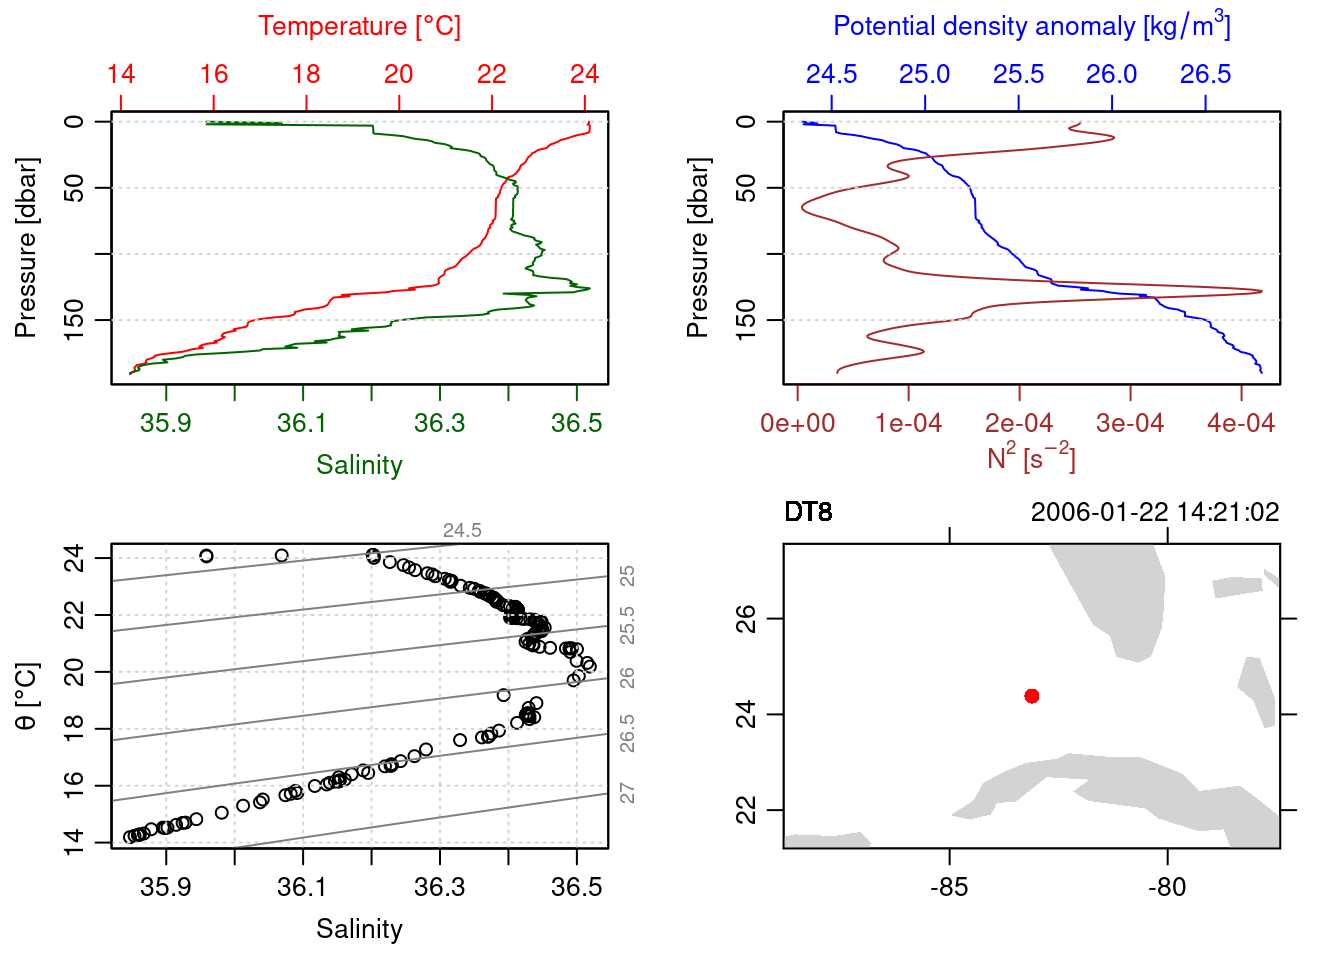 Temperature [°C]
14 16 18 20 22 24
Pressure [dbar]
0
50
150
35.9 36.1 36.3 36.5
Salinity
Potential density anomaly [kg/m³]
24.5 25.0 25.5 26.0 26.5
Pressure [dbar]
0
50
150
0e+00 1e-04 2e-04 3e-04 4e-04
N² [s⁻²]
24.5
θ [°C]
24
22
20
18
16
14
25
25.5
26
26.5
27
35.9 36.1 36.3 36.5
Salinity
DT8 2006-01-22 14:21:02
26
24
22
-85 -80